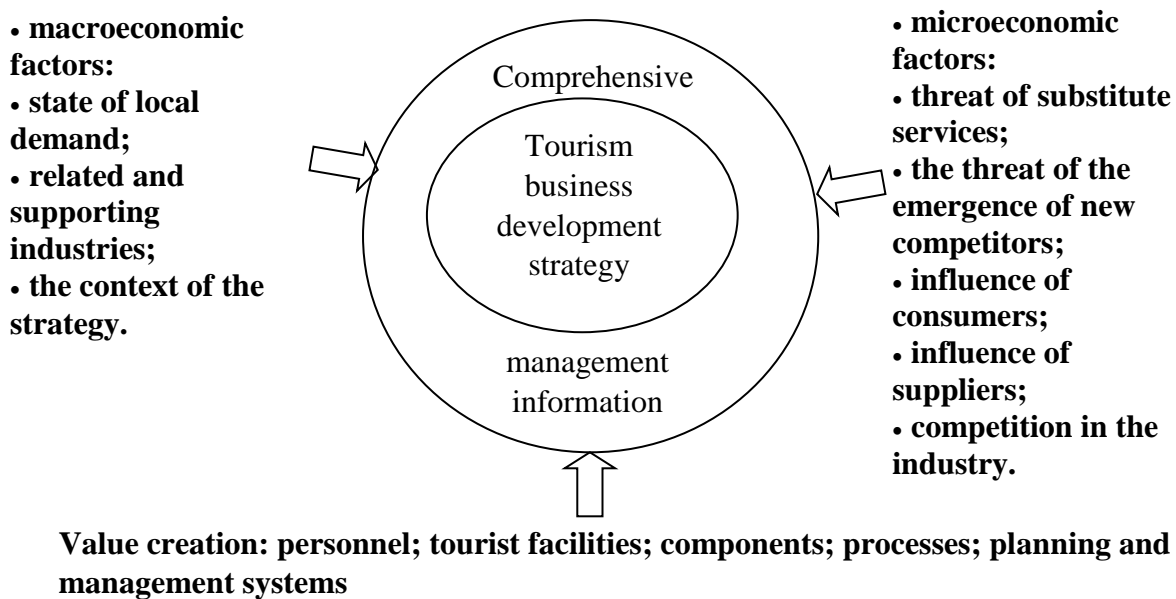 • macroeconomic
factors:
• state of local
demand;
• related and
supporting
industries;
• the context of the
strategy.
Comprehensive
Tourism
business
development
strategy
management
information
• microeconomic
factors:
• threat of substitute
services;
• the threat of the
emergence of new
competitors;
• influence of
consumers;
• influence of
suppliers;
• competition in the
industry.
Value creation: personnel; tourist facilities; components; processes; planning and
management systems